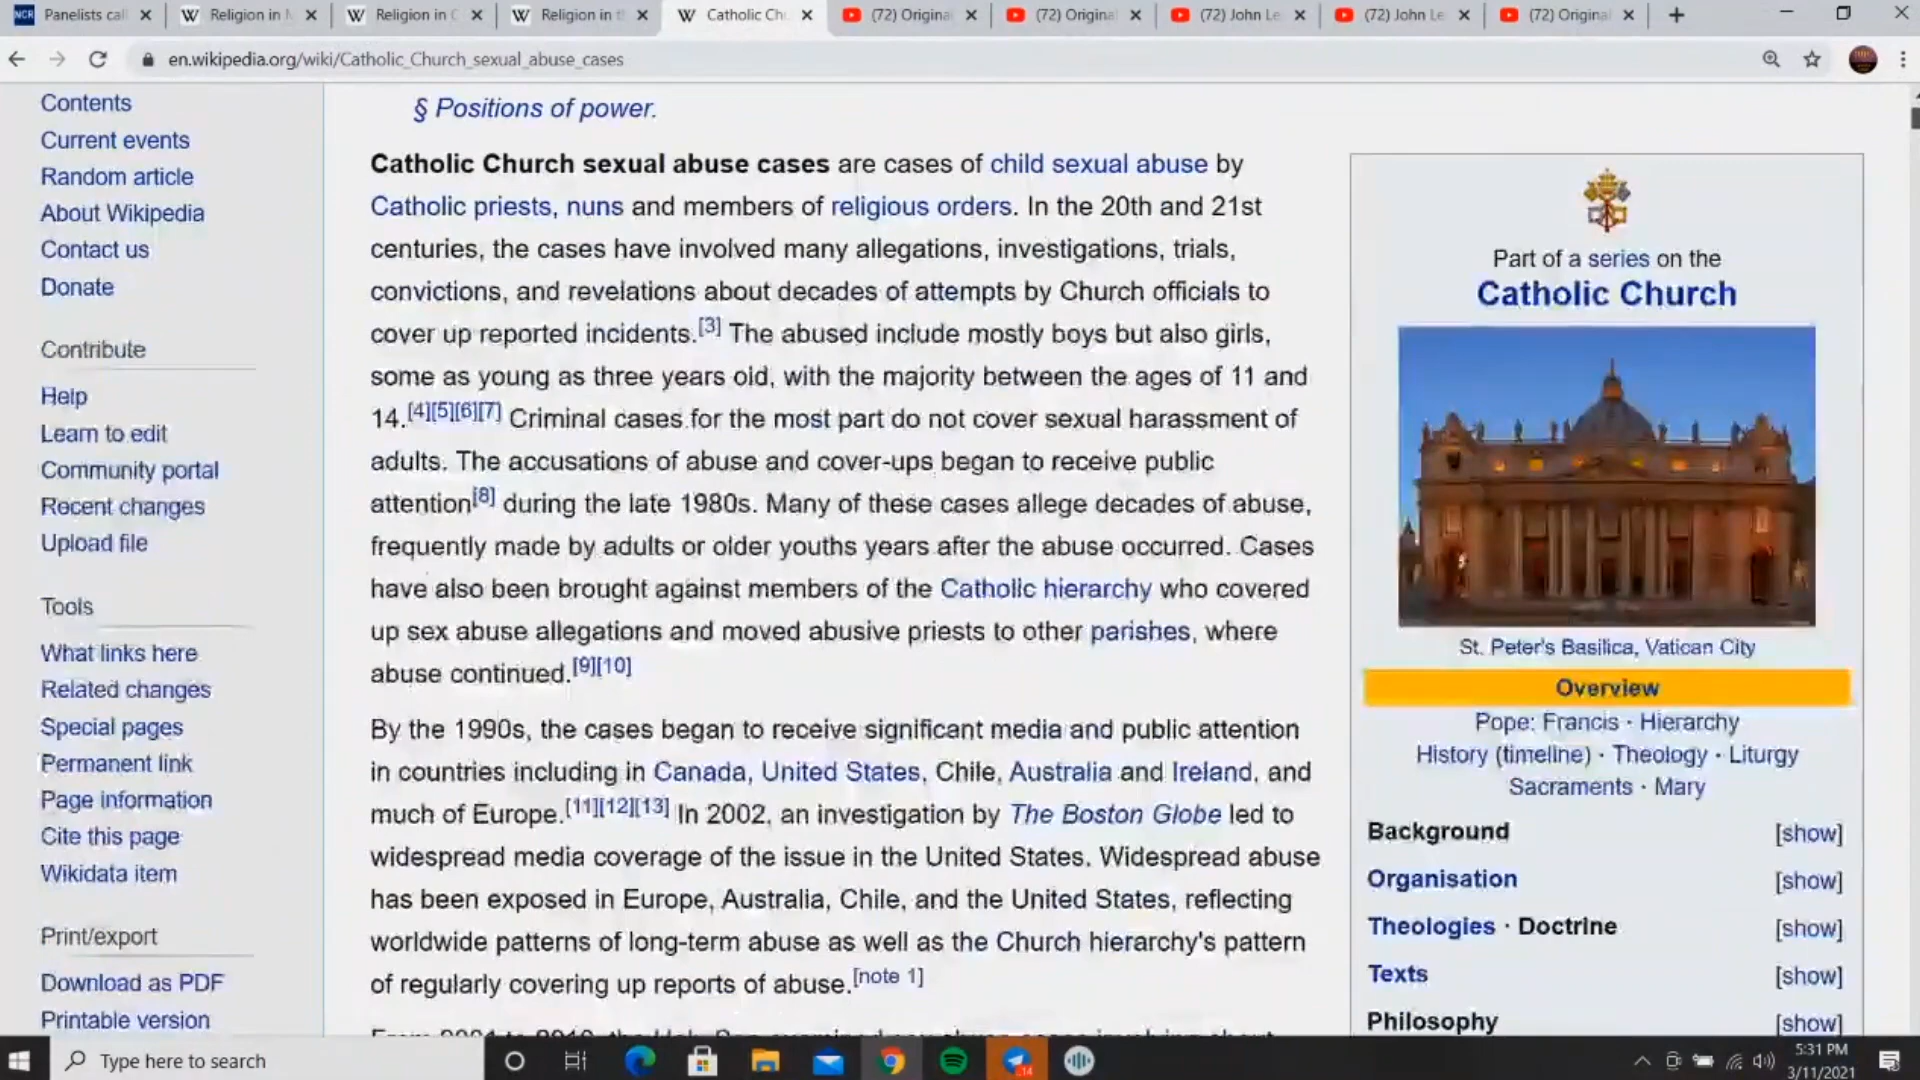 NCR Panelists cal
W Religion in
W Religion in
W Religion in t
W Catholic Ch
(72) Origina
(72) Origina
(72) John Le
(72) John Le
(72) Origina
en.wikipedia.org/wiki/Catholic_Church_sexual_abuse_cases
Contents
Current events
Random article
About Wikipedia
Contact us
Donate
Contribute
Help
Learn to edit
Community portal
Recent changes
Upload file
Tools
What links here
Related changes
Special pages
Permanent link
Page information
Cite this page
Wikidata item
Print/export
Download as PDF
Printable version
§ Positions of power.
Catholic Church sexual abuse cases are cases of child sexual abuse by
Catholic priests, nuns and members of religious orders. In the 20th and 21st
centuries, the cases have involved many allegations, investigations, trials,
convictions, and revelations about decades of attempts by Church officials to
cover up reported incidents.[3] The abused include mostly boys but also girls,
some as young as three years old, with the majority between the ages of 11 and
14.[4][5][6][7] Criminal cases for the most part do not cover sexual harassment of
adults. The accusations of abuse and cover-ups began to receive public
attention[8] during the late 1980s. Many of these cases allege decades of abuse,
frequently made by adults or older youths years after the abuse occurred. Cases
have also been brought against members of the Catholic hierarchy who covered
up sex abuse allegations and moved abusive priests to other parishes, where
abuse continued.[9][10]
By the 1990s, the cases began to receive significant media and public attention
in countries including in Canada, United States, Chile, Australia and Ireland, and
much of Europe.[11][12][13] In 2002, an investigation by The Boston Globe led to
widespread media coverage of the issue in the United States. Widespread abuse
has been exposed in Europe, Australia, Chile, and the United States, reflecting
worldwide patterns of long-term abuse as well as the Church hierarchy's pattern
of regularly covering up reports of abuse.[note 1]
Part of a series on the
Catholic Church
St. Peter's Basilica, Vatican City
Overview
Pope: Francis · Hierarchy
History (timeline) · Theology · Liturgy
Sacraments · Mary
Background [show]
Organisation [show]
Theologies · Doctrine [show]
Texts [show]
Philosophy [show]
Type here to search
14
5:31 PM
3/11/2021